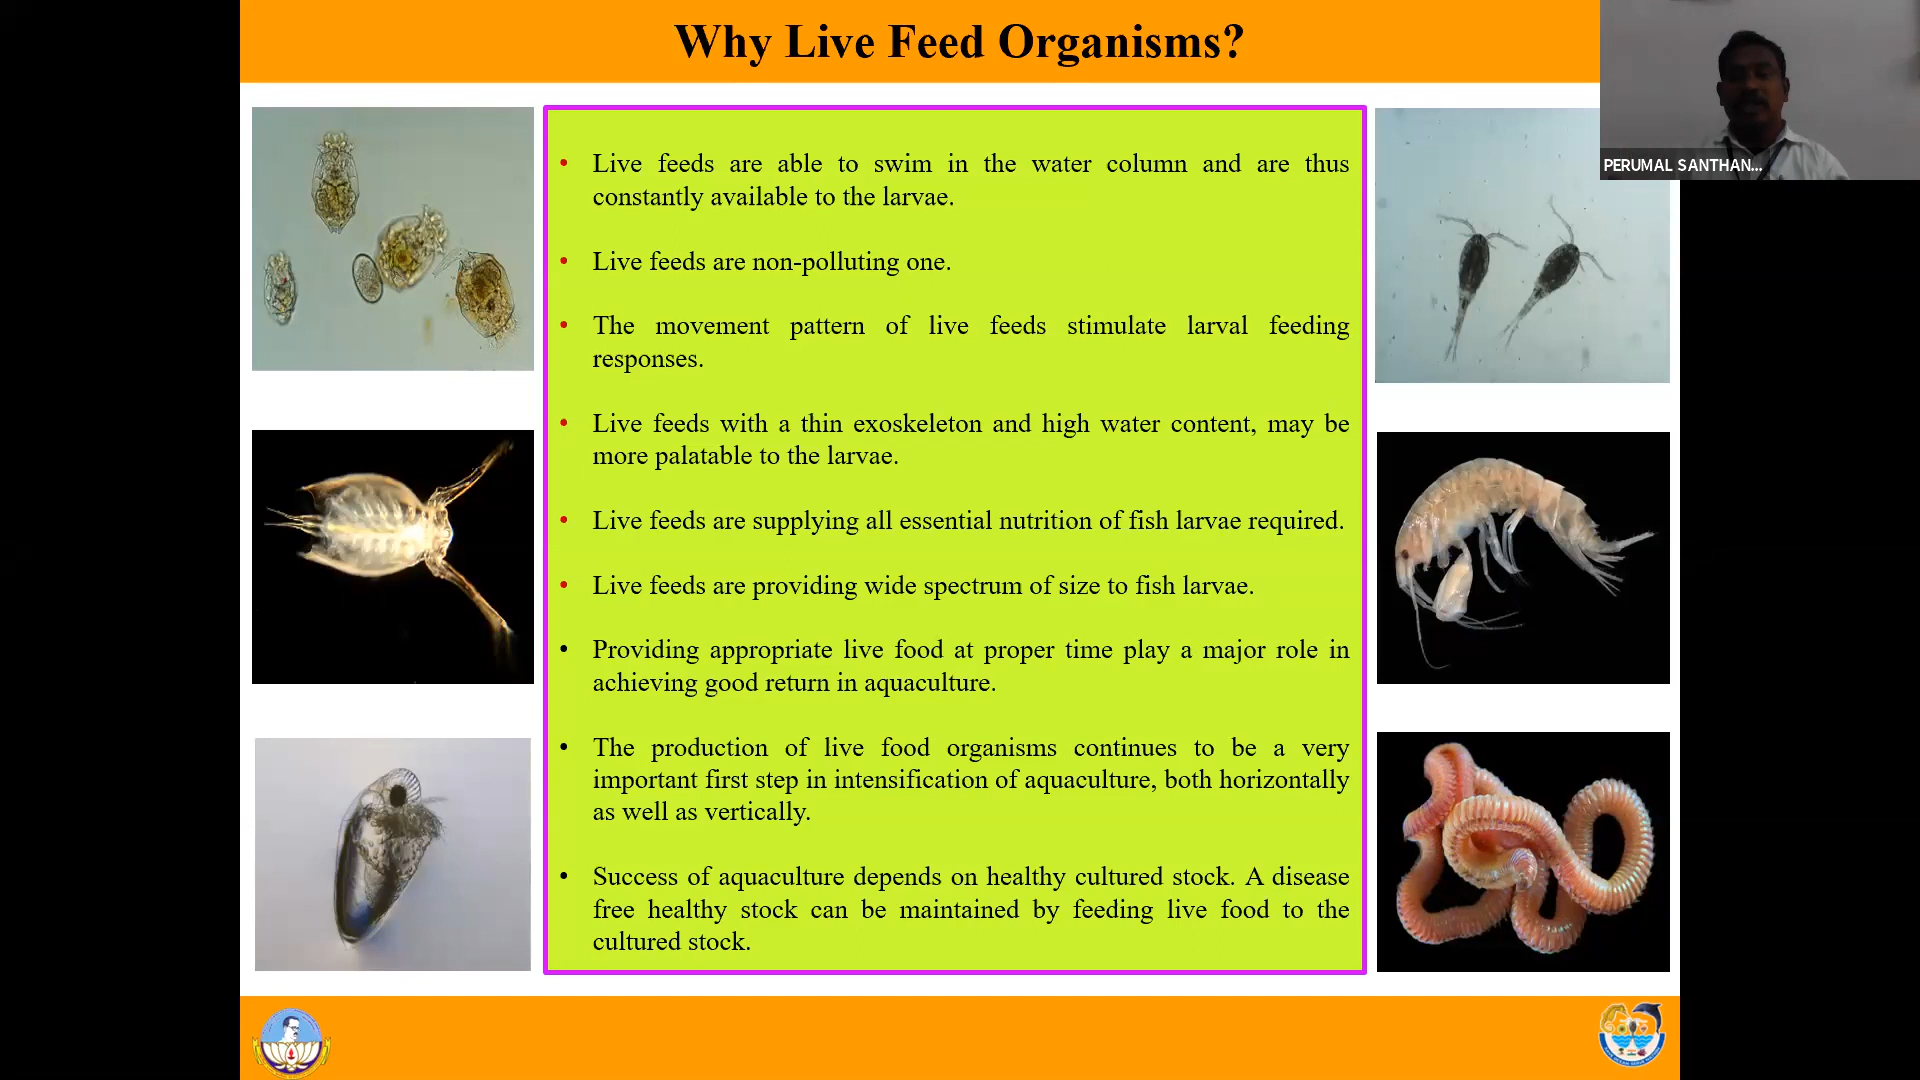 Why Live Feed Organisms?
PERUMAL SANTHAN...
• Live feeds are able to swim in the water column and are thus
constantly available to the larvae.
• Live feeds are non-polluting one.
• The movement pattern of live feeds stimulate larval feeding
responses.
• Live feeds with a thin exoskeleton and high water content, may be
more palatable to the larvae.
• Live feeds are supplying all essential nutrition of fish larvae required.
• Live feeds are providing wide spectrum of size to fish larvae.
• Providing appropriate live food at proper time play a major role in
achieving good return in aquaculture.
• The production of live food organisms continues to be a very
important first step in intensification of aquaculture, both horizontally
as well as vertically.
• Success of aquaculture depends on healthy cultured stock. A disease
free healthy stock can be maintained by feeding live food to the
cultured stock.